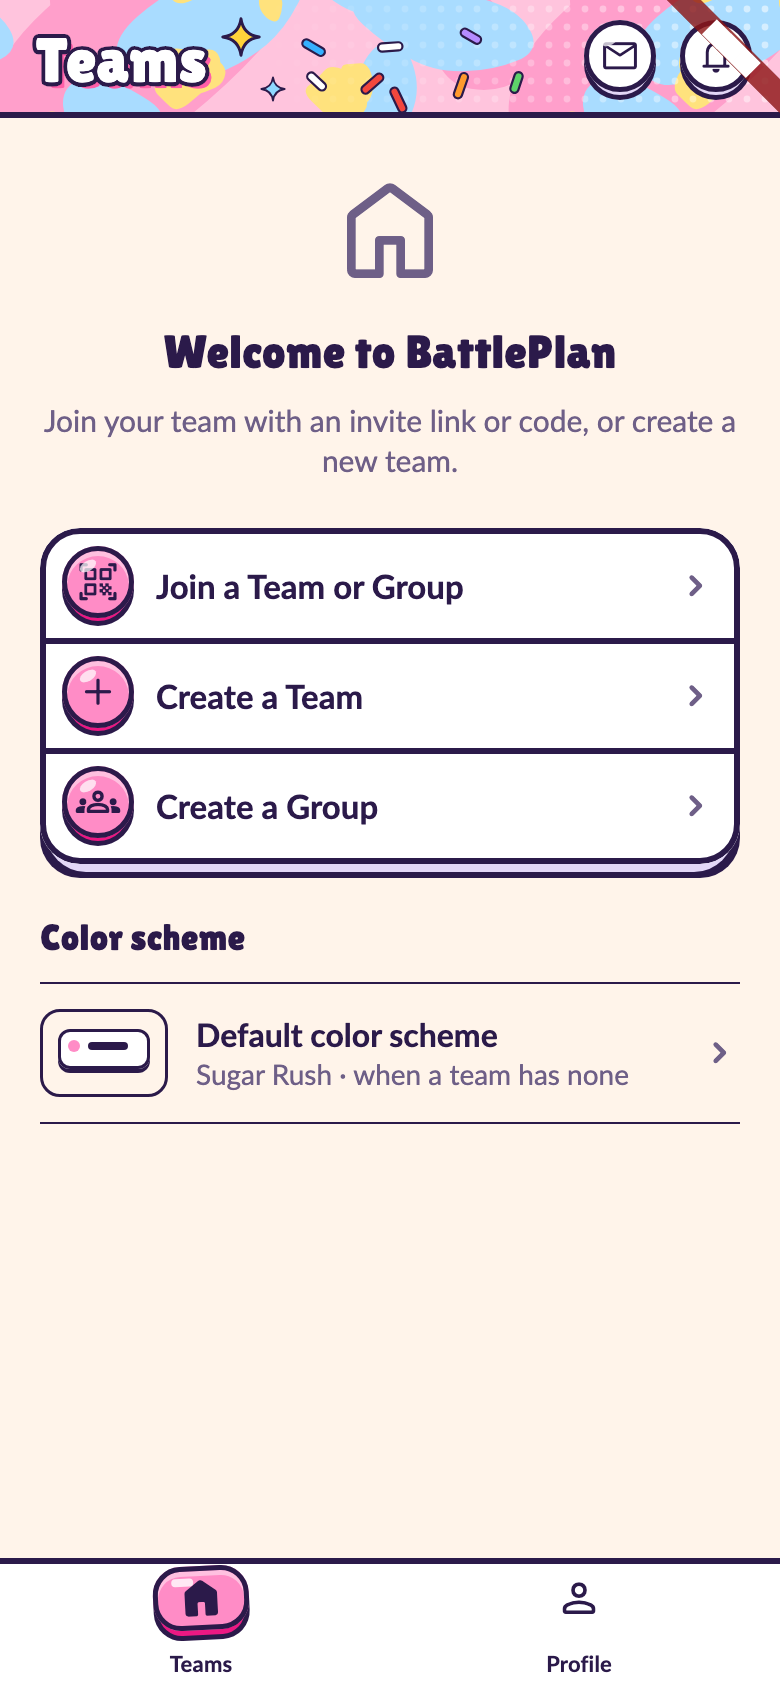 Teams
Welcome to BattlePlan
Join your team with an invite link or code, or create a
new team.
Join a Team or Group
Create a Team
Create a Group
Color scheme
Default color scheme
Sugar Rush · when a team has none
Teams
Profile